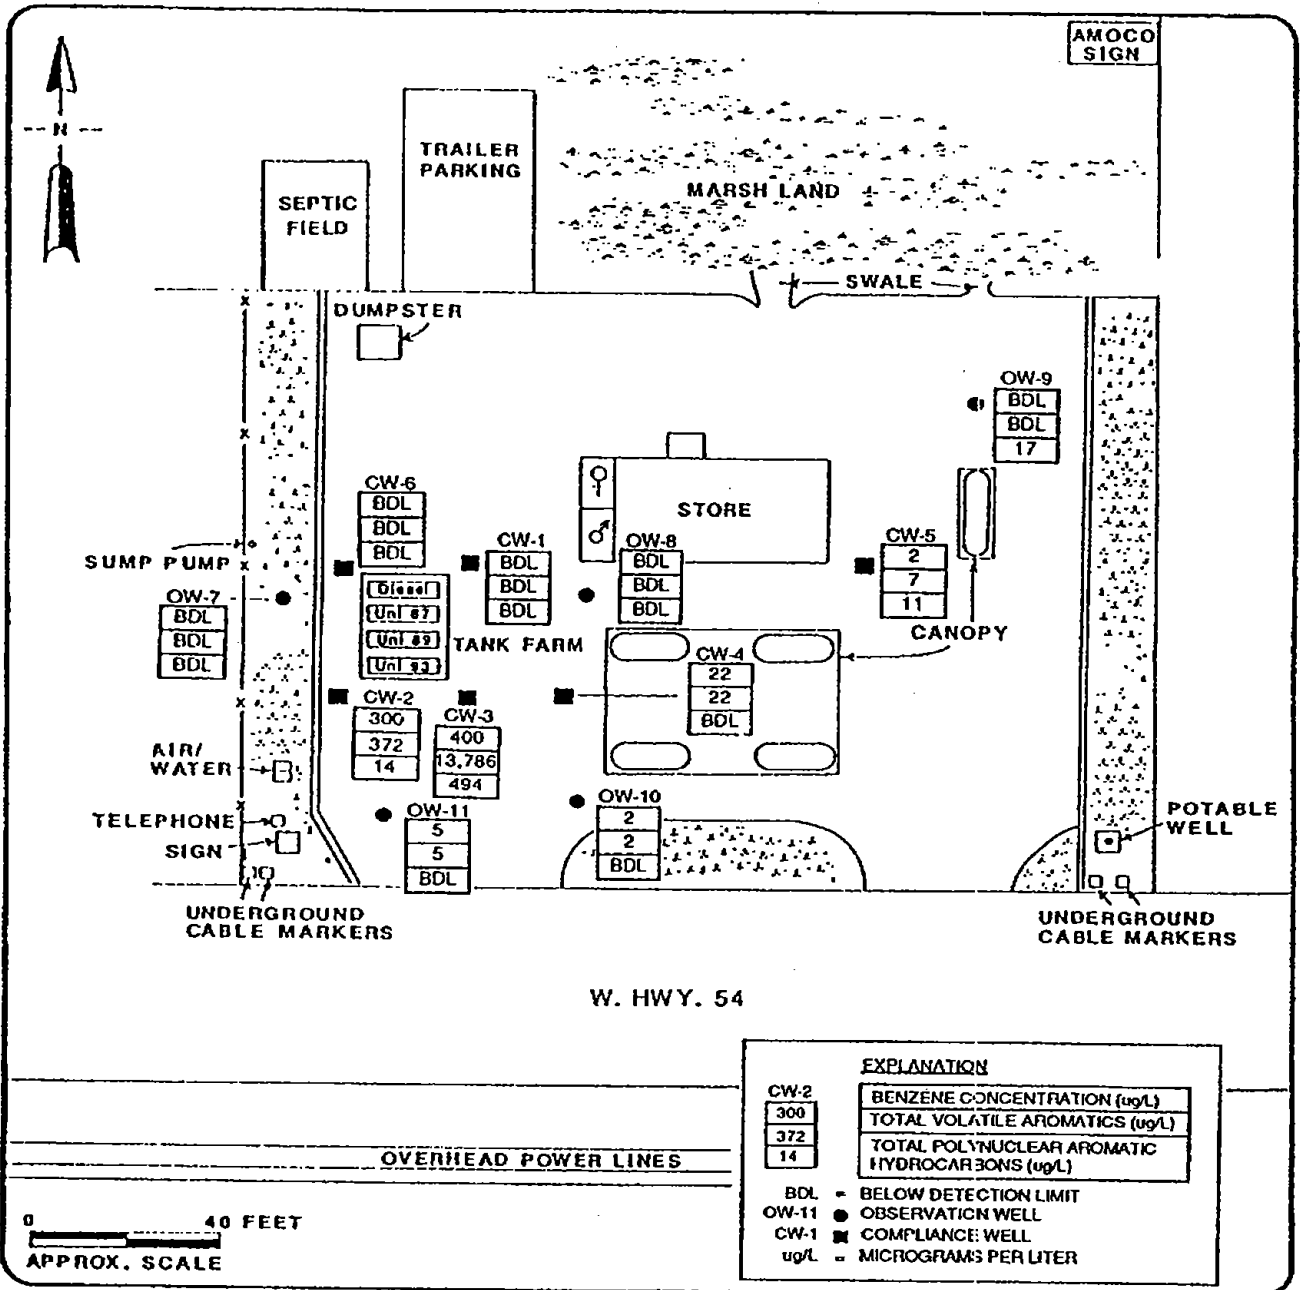 AMOCO
SIGN
N
TRAILER
PARKING
SEPTIC
FIELD
MARSH LAND
SWALE
DUMPSTER
OW-9
BDL
BDL
17
STORE
CW-6
BDL
BDL
BDL
CW-1
BDL
BDL
BDL
OW-8
BDL
BDL
BDL
CW-5
2
7
11
SUMP PUMP
OW-7
BDL
BDL
BDL
Diesel
Unl 87
Unl 89
Unl 93
TANK FARM
CANOPY
CW-4
22
22
BDL
CW-2
300
372
14
CW-3
400
13,786
494
AIR/
WATER
TELEPHONE
SIGN
OW-11
5
5
BDL
OW-10
2
2
BDL
POTABLE
WELL
UNDERGROUND
CABLE MARKERS
UNDERGROUND
CABLE MARKERS
W. HWY. 54
OVERHEAD POWER LINES
0 40 FEET
APPROX. SCALE
EXPLANATION
CW-2
300
372
14
BENZENE CONCENTRATION (ug/L)
TOTAL VOLATILE AROMATICS (ug/L)
TOTAL POLYNUCLEAR AROMATIC
HYDROCARBONS (ug/L)
BDL - BELOW DETECTION LIMIT
OW-11 ● OBSERVATION WELL
CW-1 ■ COMPLIANCE WELL
ug/L - MICROGRAMS PER LITER